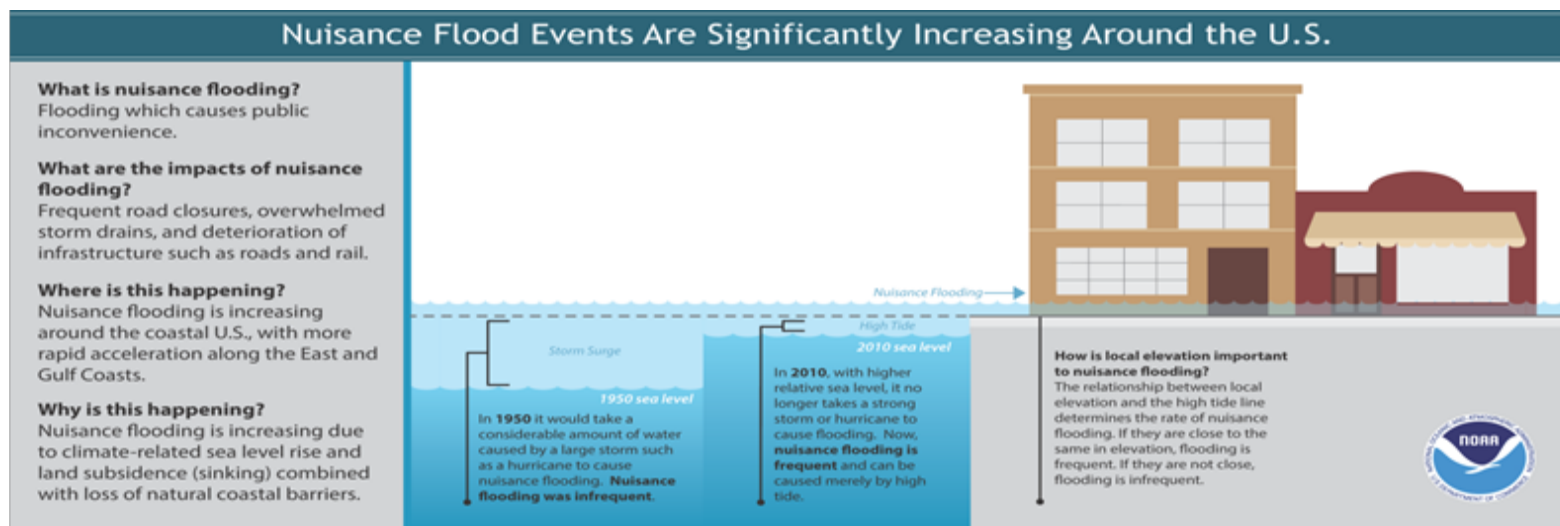 Nuisance Flood Events Are Significantly Increasing Around the U.S.
What is nuisance flooding?
Flooding which causes public
inconvenience.
What are the impacts of nuisance
flooding?
Frequent road closures, overwhelmed
storm drains, and deterioration of
infrastructure such as roads and rail.
Where is this happening?
Nuisance flooding is increasing
around the coastal U.S., with more
rapid acceleration along the East and
Gulf Coasts.
Why is this happening?
Nuisance flooding is increasing due
to climate-related sea level rise and
land subsidence (sinking) combined
with loss of natural coastal barriers.
Nuisance Flooding
Storm Surge
1950 sea level
In 1950 it would take a
considerable amount of water
caused by a large storm such
as a hurricane to cause
nuisance flooding. Nuisance
flooding was infrequent.
High Tide
2010 sea level
In 2010, with higher
relative sea level, it no
longer takes a strong
storm or hurricane to
cause flooding. Now,
nuisance flooding is
frequent and can be
caused merely by high
tide.
How is local elevation important
to nuisance flooding?
The relationship between local
elevation and the high tide line
determines the rate of nuisance
flooding. If they are close to the
same in elevation, flooding is
frequent. If they are not close,
flooding is infrequent.
NATIONAL OCEANIC AND ATMOSPHERIC ADMINISTRATION
NOAA
U.S. DEPARTMENT OF COMMERCE